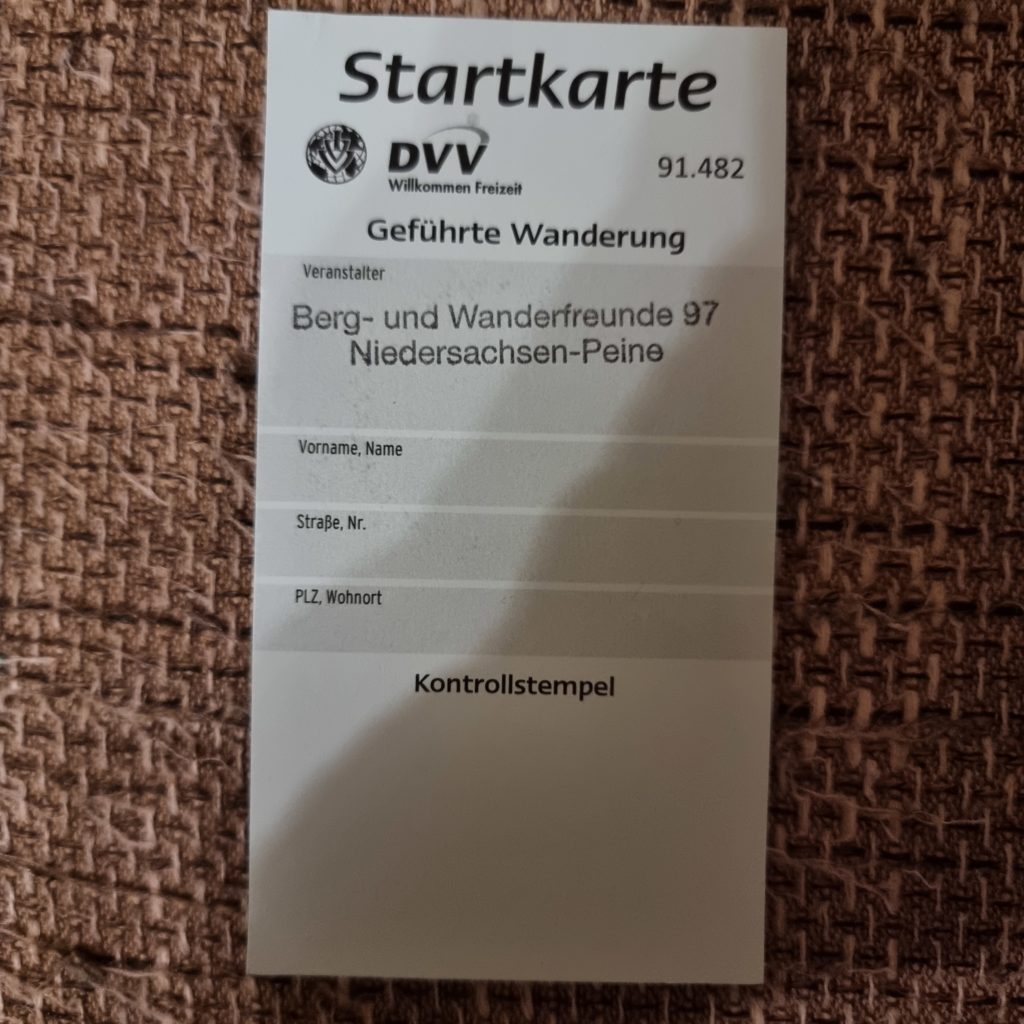 Startkarte
DVV
Willkommen Freizeit
91.482
Geführte Wanderung
Veranstalter
Berg- und Wanderfreunde 97
Niedersachsen-Peine
Vorname, Name
Straße, Nr.
PLZ, Wohnort
Kontrollstempel